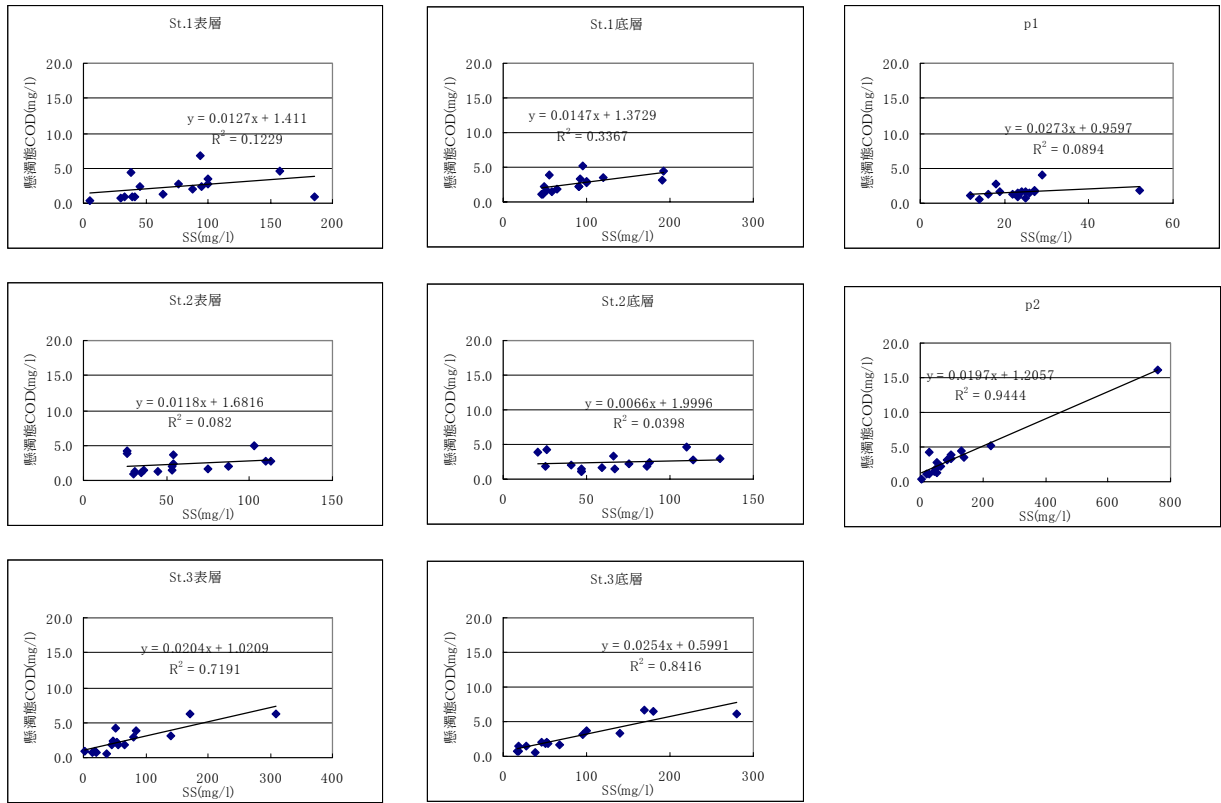 St.1表層
20.0
15.0
10.0
5.0
0.0
懸濁態COD(mg/l)
y = 0.0127x + 1.411
R² = 0.1229
0 50 100 150 200
SS(mg/l)
St.1底層
20.0
15.0
10.0
5.0
0.0
懸濁態COD(mg/l)
y = 0.0147x + 1.3729
R² = 0.3367
0 100 200 300
SS(mg/l)
p1
20.0
15.0
10.0
5.0
0.0
懸濁態COD(mg/l)
y = 0.0273x + 0.9597
R² = 0.0894
0 20 40 60
SS(mg/l)
St.2表層
20.0
15.0
10.0
5.0
0.0
懸濁態COD(mg/l)
y = 0.0118x + 1.6816
R² = 0.082
0 50 100 150
SS(mg/l)
St.2底層
20.0
15.0
10.0
5.0
0.0
懸濁態COD(mg/l)
y = 0.0066x + 1.9996
R² = 0.0398
0 50 100 150
SS(mg/l)
p2
20.0
15.0
10.0
5.0
0.0
懸濁態COD(mg/l)
y = 0.0197x + 1.2057
R² = 0.9444
0 200 400 600 800
SS(mg/l)
St.3表層
20.0
15.0
10.0
5.0
0.0
懸濁態COD(mg/l)
y = 0.0204x + 1.0209
R² = 0.7191
0 100 200 300 400
SS(mg/l)
St.3底層
20.0
15.0
10.0
5.0
0.0
懸濁態COD(mg/l)
y = 0.0254x + 0.5991
R² = 0.8416
0 100 200 300
SS(mg/l)